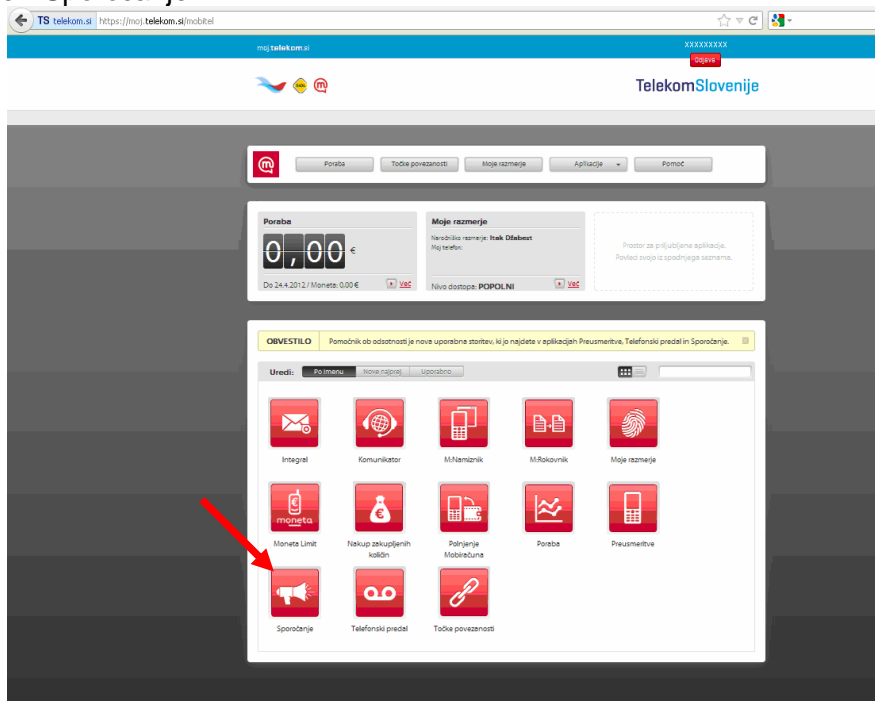 TS telekom.si https://moj.telekom.si/mobitel
moj.telekom.si
xxxxxxxxx
Odjava
TelekomSlovenije
Poraba Točke povezanosti Moje razmerje Aplikacije Pomoč
Poraba
0,00 €
Do 24.4.2012 / Moneta: 0.00 € Več
Moje razmerje
Naročniško razmerje: Itak Džabest
Moj telefon:
Nivo dostopa: POPOLNI Več
Prostor za priljubljene aplikacije.
Povleci svojo iz spodnjega seznama.
OBVESTILO Pomočnik ob odsotnosti je nova uporabna storitev, ki jo najdete v aplikacijah Preusmeritve, Telefonski predal in Sporočanje.
Uredi: Po imenu Nove najprej Uporabno
Integral Komunikator M:Namiznik M:Rokovnik Moje razmerje
moneta
Moneta Limit Nakup zakupljenih količin Polnjenje Mobiračuna Poraba Preusmeritve
Sporočanje Telefonski predal Točke povezanosti